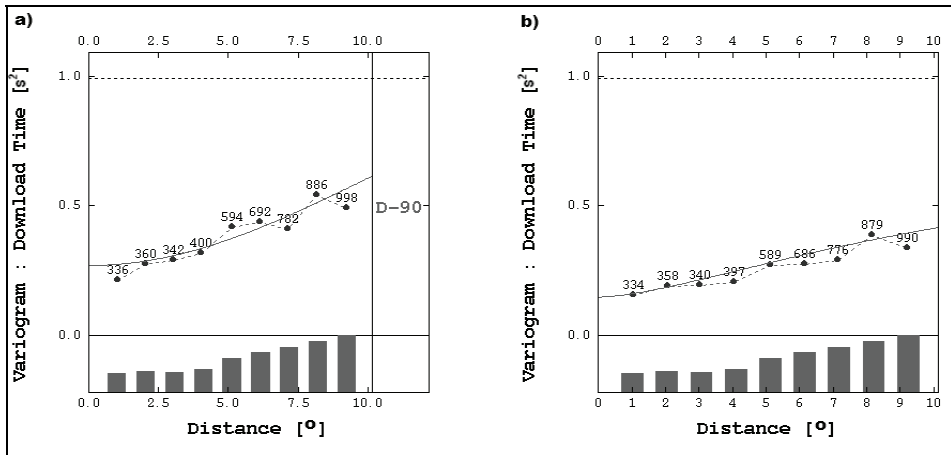 a)
0.0 2.5 5.0 7.5 10.0
Variogram : Download Time [s²]
1.0
0.5
0.0
336 360 342 400 594 692 782 886 998
D-90
0.0 2.5 5.0 7.5 10.0
Distance [º]
b)
0 1 2 3 4 5 6 7 8 9 10
Variogram : Download Time [s²]
1.0
0.5
0.0
334 358 340 397 589 686 776 879 990
0 1 2 3 4 5 6 7 8 9 10
Distance [º]